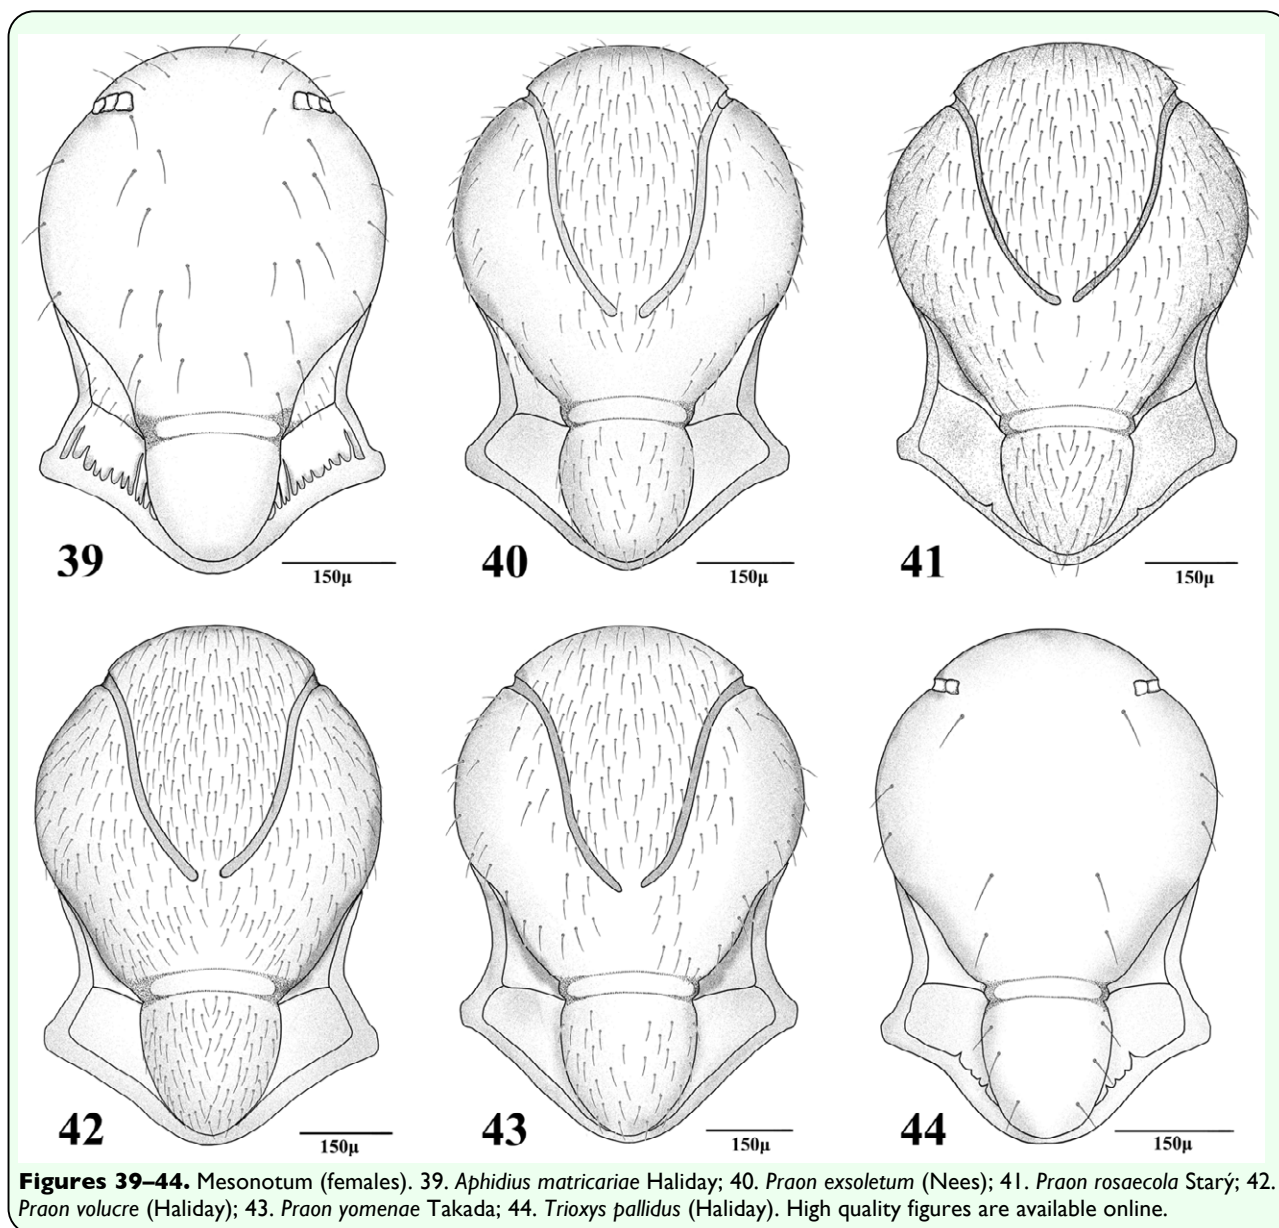 39
150µ
40
150µ
41
150µ
42
150µ
43
150µ
44
150µ
Figures 39–44. Mesonotum (females). 39. Aphidius matricariae Haliday; 40. Praon exsoletum (Nees); 41. Praon rosaecola Starý; 42.
Praon volucre (Haliday); 43. Praon yomenae Takada; 44. Trioxys pallidus (Haliday). High quality figures are available online.